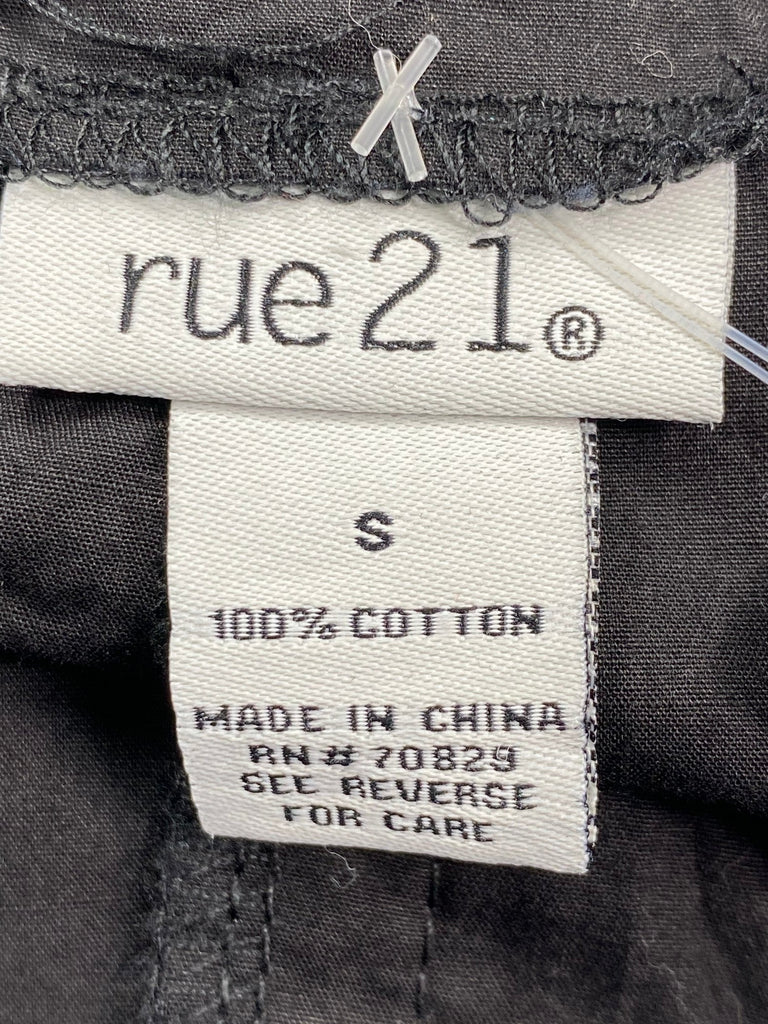 rue21®
S
100% COTTON
MADE IN CHINA
RN# 70829
SEE REVERSE
FOR CARE